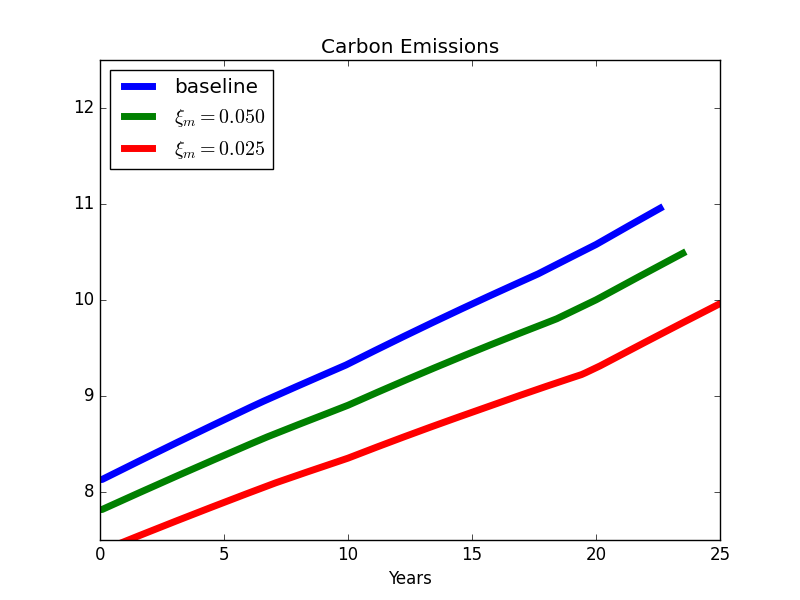 Carbon Emissions
baseline
ξm = 0.050
ξm = 0.025
12
11
10
9
8
0 5 10 15 20 25
Years